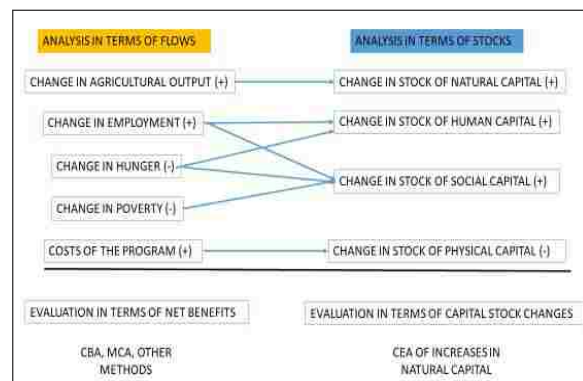 ANALYSIS IN TERMS OF FLOWS
ANALYSIS IN TERMS OF STOCKS
CHANGE IN AGRICULTURAL OUTPUT (+)
CHANGE IN STOCK OF NATURAL CAPITAL (+)
CHANGE IN EMPLOYMENT (+)
CHANGE IN STOCK OF HUMAN CAPITAL (+)
CHANGE IN HUNGER (-)
CHANGE IN STOCK OF SOCIAL CAPITAL (+)
CHANGE IN POVERTY (-)
COSTS OF THE PROGRAM (+)
CHANGE IN STOCK OF PHYSICAL CAPITAL (-)
EVALUATION IN TERMS OF NET BENEFITS
EVALUATION IN TERMS OF CAPITAL STOCK CHANGES
CBA, MCA, OTHER
METHODS
CEA OF INCREASES IN
NATURAL CAPITAL